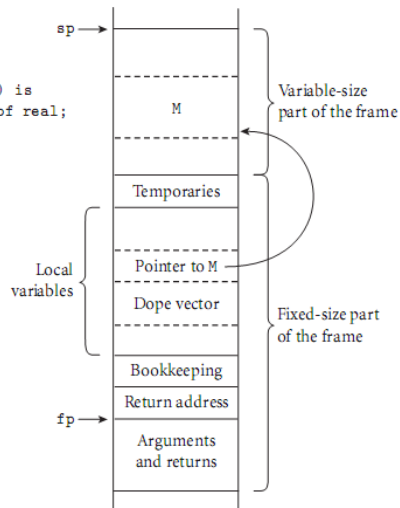 sp
) is
of real;
M
Variable-size
part of the frame
Temporaries
Local
variables
Pointer to M
Dope vector
Fixed-size part
of the frame
Bookkeeping
Return address
fp
Arguments
and returns